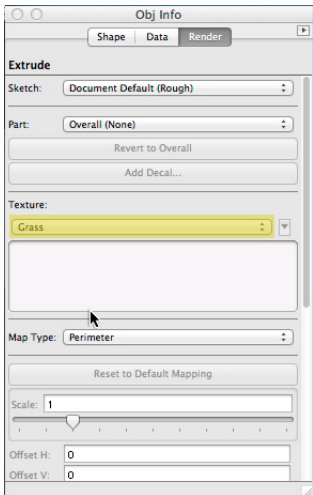 Obj Info
Shape Data Render
Extrude
Sketch: Document Default (Rough)
Part: Overall (None)
Revert to Overall
Add Decal...
Texture:
Grass
Map Type: Perimeter
Reset to Default Mapping
Scale: 1
Offset H: 0
Offset V: 0